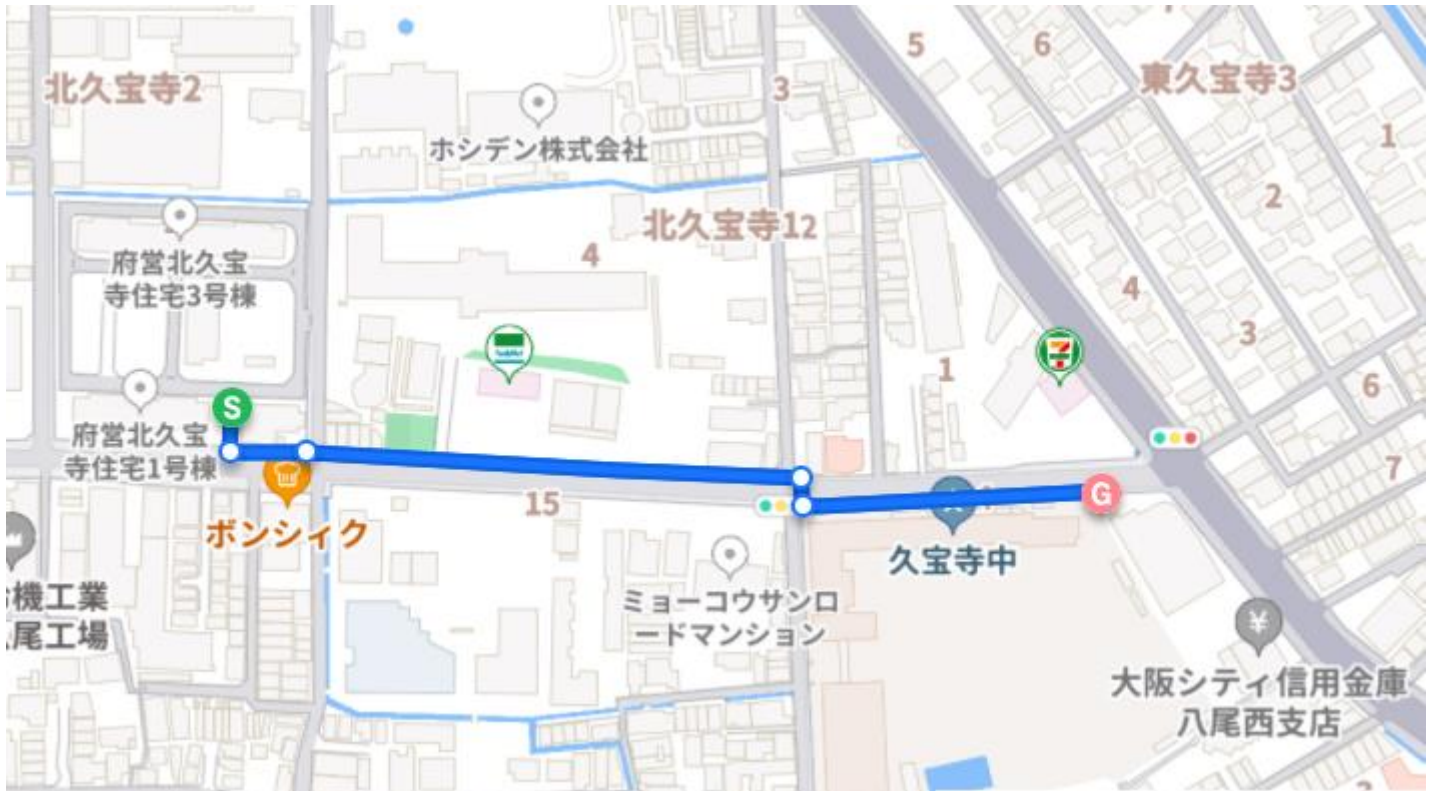 5
6
北久宝寺2
3
東久宝寺3
1
ホシデン株式会社
2
北久宝寺12
4
府営北久宝
寺住宅3号棟
4
3
7
1
6
S
府営北久宝
寺住宅1号棟
7
15
G
ボンシィク
久宝寺中
機工業
尾工場
ミョーコウサンロ
ードマンション
¥
大阪シティ信用金庫
八尾西支店